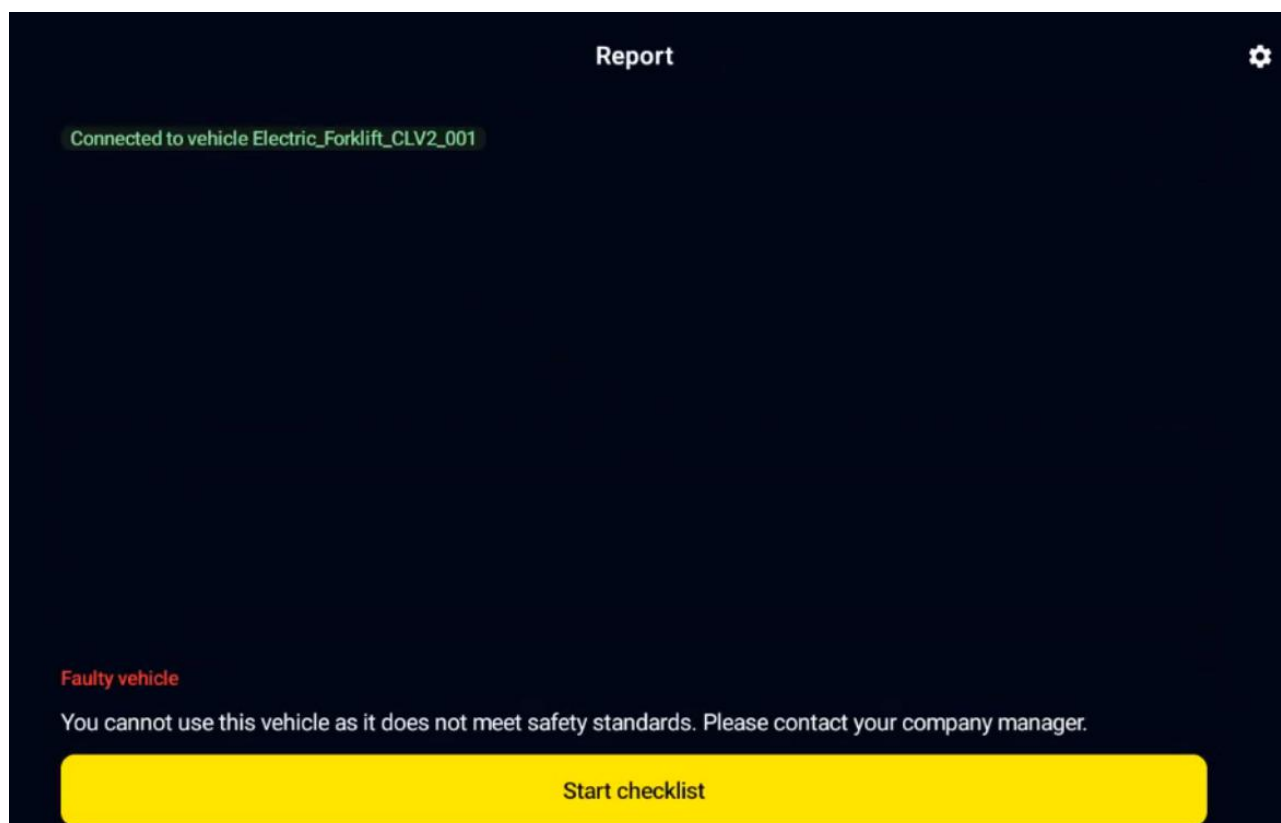 Report
Connected to vehicle Electric_Forklift_CLV2_001
Faulty vehicle
You cannot use this vehicle as it does not meet safety standards. Please contact your company manager.
Start checklist